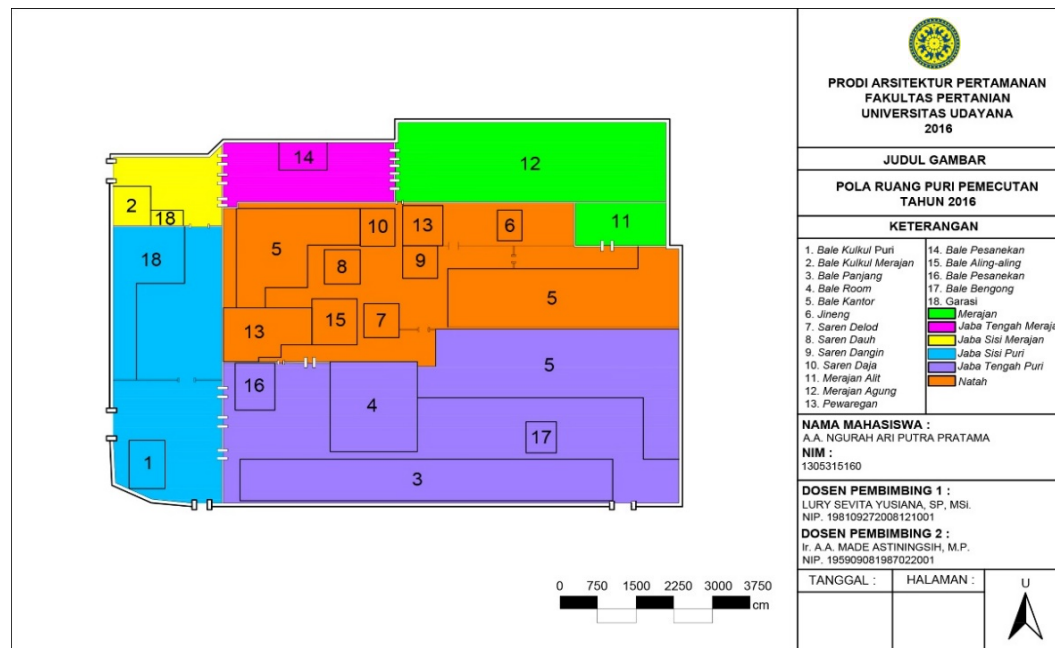 12
14
2
18
13
6
10
11
5
18
8
9
5
15
7
13
5
16
4
17
1
3
0 750 1500 2250 3000 3750
cm
PRODI ARSITEKTUR PERTAMANAN
FAKULTAS PERTANIAN
UNIVERSITAS UDAYANA
2016
JUDUL GAMBAR
POLA RUANG PURI PEMECUTAN
TAHUN 2016
KETERANGAN
1. Bale Kulkul Puri
2. Bale Kulkul Merajan
3. Bale Panjang
4. Bale Room
5. Bale Kantor
6. Jineng
7. Saren Delod
8. Saren Dauh
9. Saren Dangin
10. Saren Daja
11. Merajan Alit
12. Merajan Agung
13. Pewaregan
14. Bale Pesanekan
15. Bale Aling-aling
16. Bale Pesanekan
17. Bale Bengong
18. Garasi
Merajan
Jaba Tengah Meraja
Jaba Sisi Merajan
Jaba Sisi Puri
Jaba Tengah Puri
Natah
NAMA MAHASISWA :
A.A. NGURAH ARI PUTRA PRATAMA
NIM :
1305315160
DOSEN PEMBIMBING 1 :
LURY SEVITA YUSIANA, SP, MSi.
NIP. 198109272008121001
DOSEN PEMBIMBING 2 :
Ir. A.A. MADE ASTININGSIH, M.P.
NIP. 195909081987022001
TANGGAL :
HALAMAN :
U